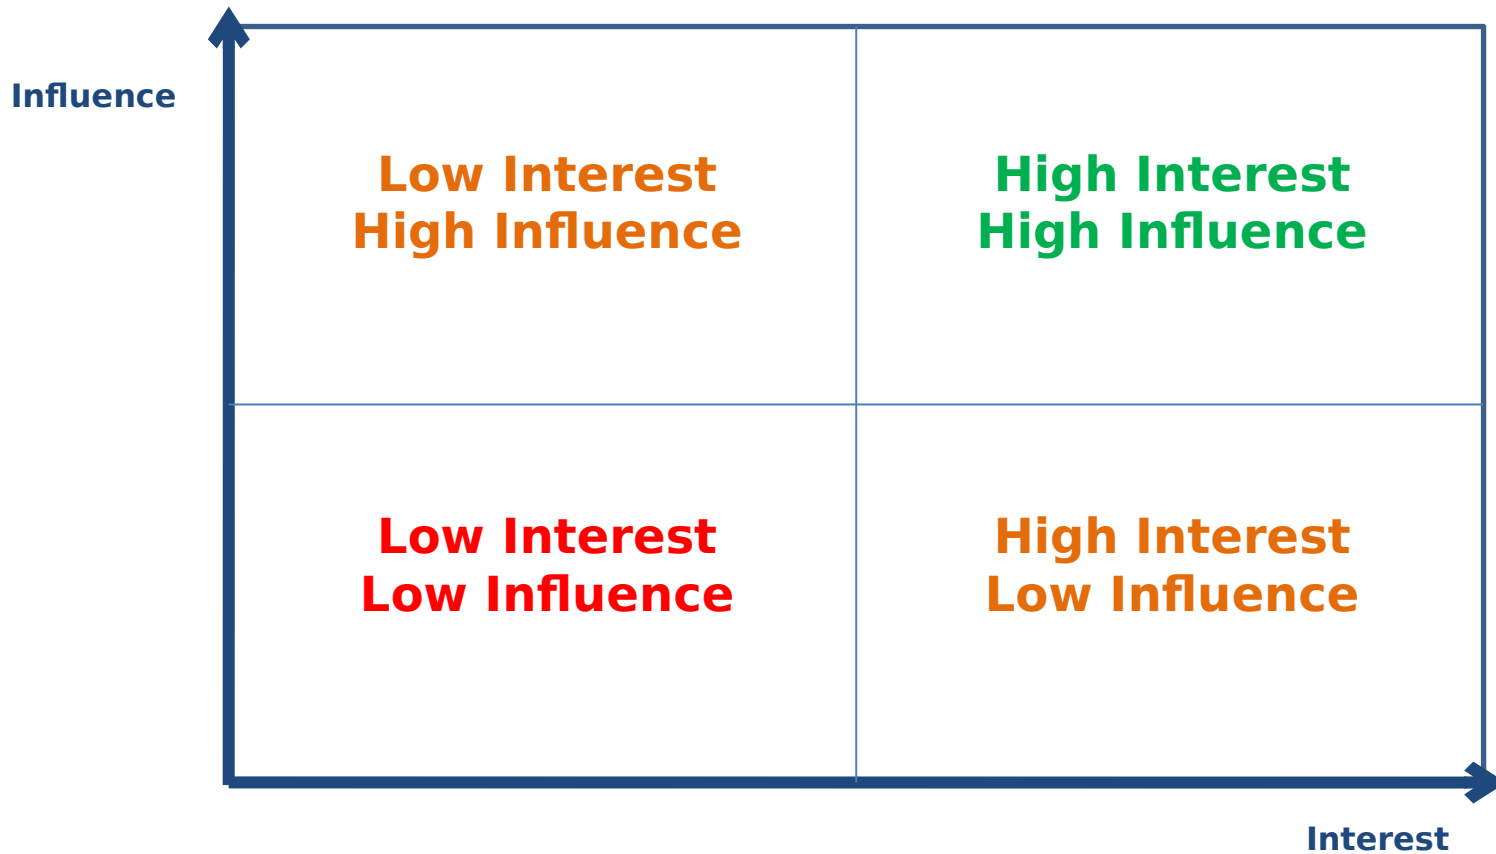 Influence
Low Interest
High Influence
High Interest
High Influence
Low Interest
Low Influence
High Interest
Low Influence
Interest